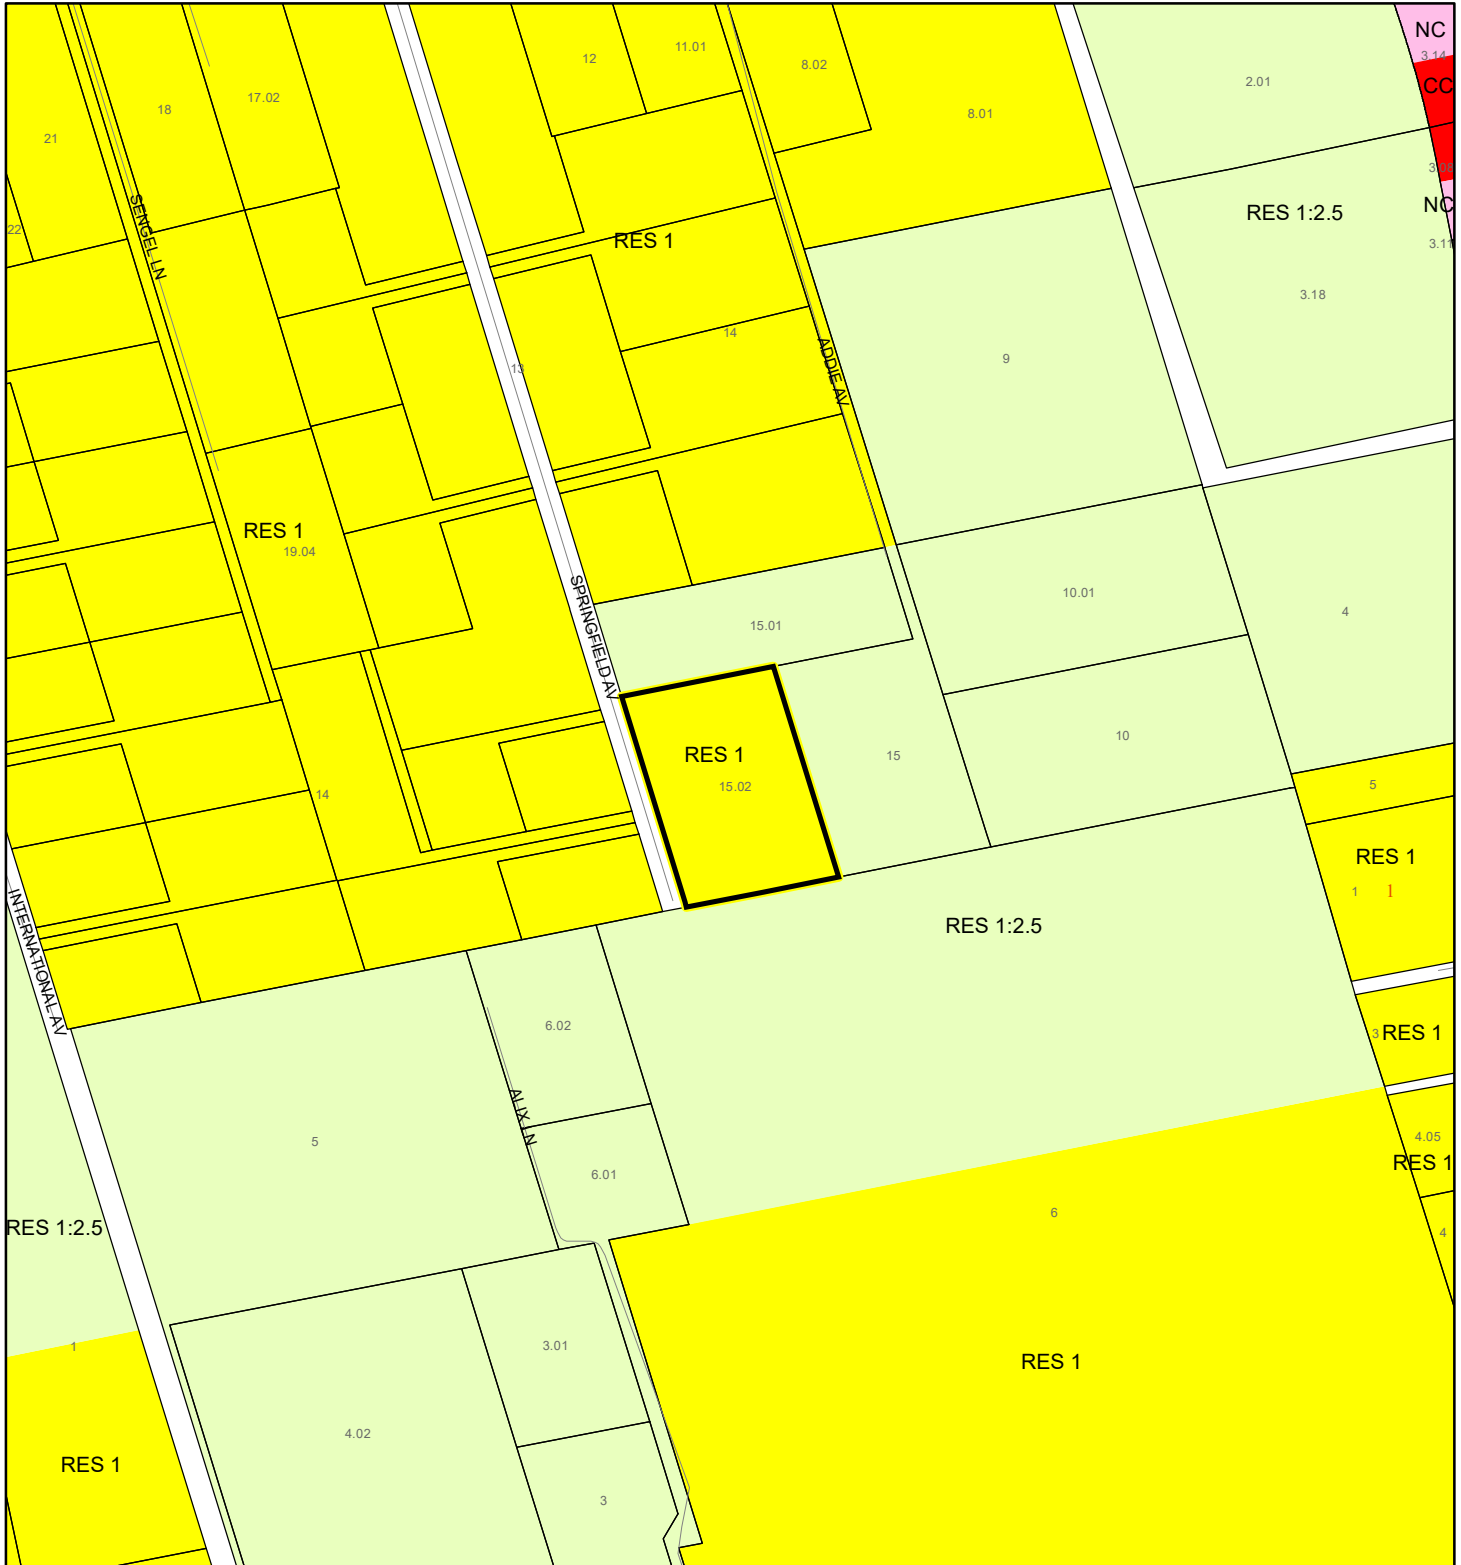 NC
3.14
12
11.01
8.02
2.01
CC
17.02
18
8.01
21
3.08
NC
RES 1:2.5
22
SENGEL LN
RES 1
3.11
3.18
14
13
ADDIE AV
9
RES 1
19.04
10.01
4
15.01
SPRINGFIELD AV
10
RES 1
15
15.02
5
14
RES 1
1
1
INTERNATIONAL AV
RES 1:2.5
6.02
3
RES 1
ALIX LN
4.05
5
RES 1
6.01
6
RES 1:2.5
4
1
3.01
RES 1
4.02
RES 1
3